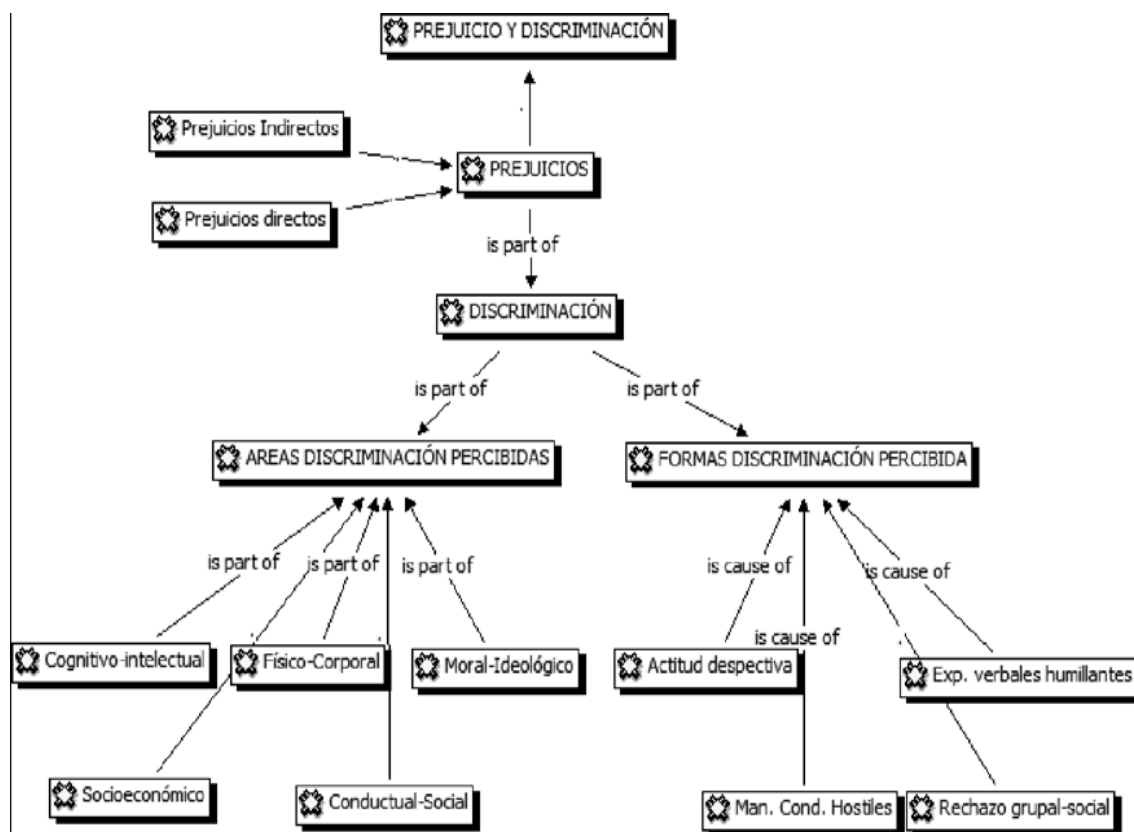 PREJUICIO Y DISCRIMINACIÓN
Prejuicios Indirectos
PREJUICIOS
Prejuicios directos
is part of
DISCRIMINACIÓN
is part of
is part of
AREAS DISCRIMINACIÓN PERCIBIDAS
FORMAS DISCRIMINACIÓN PERCIBIDA
is part of
is part of
is part of
is cause of
is cause of
is cause of
Cognitivo-intelectual
Físico-Corporal
Moral-Ideológico
Actitud despectiva
Exp. verbales humillantes
Socioeconómico
Conductual-Social
Man. Cond. Hostiles
Rechazo grupal-social